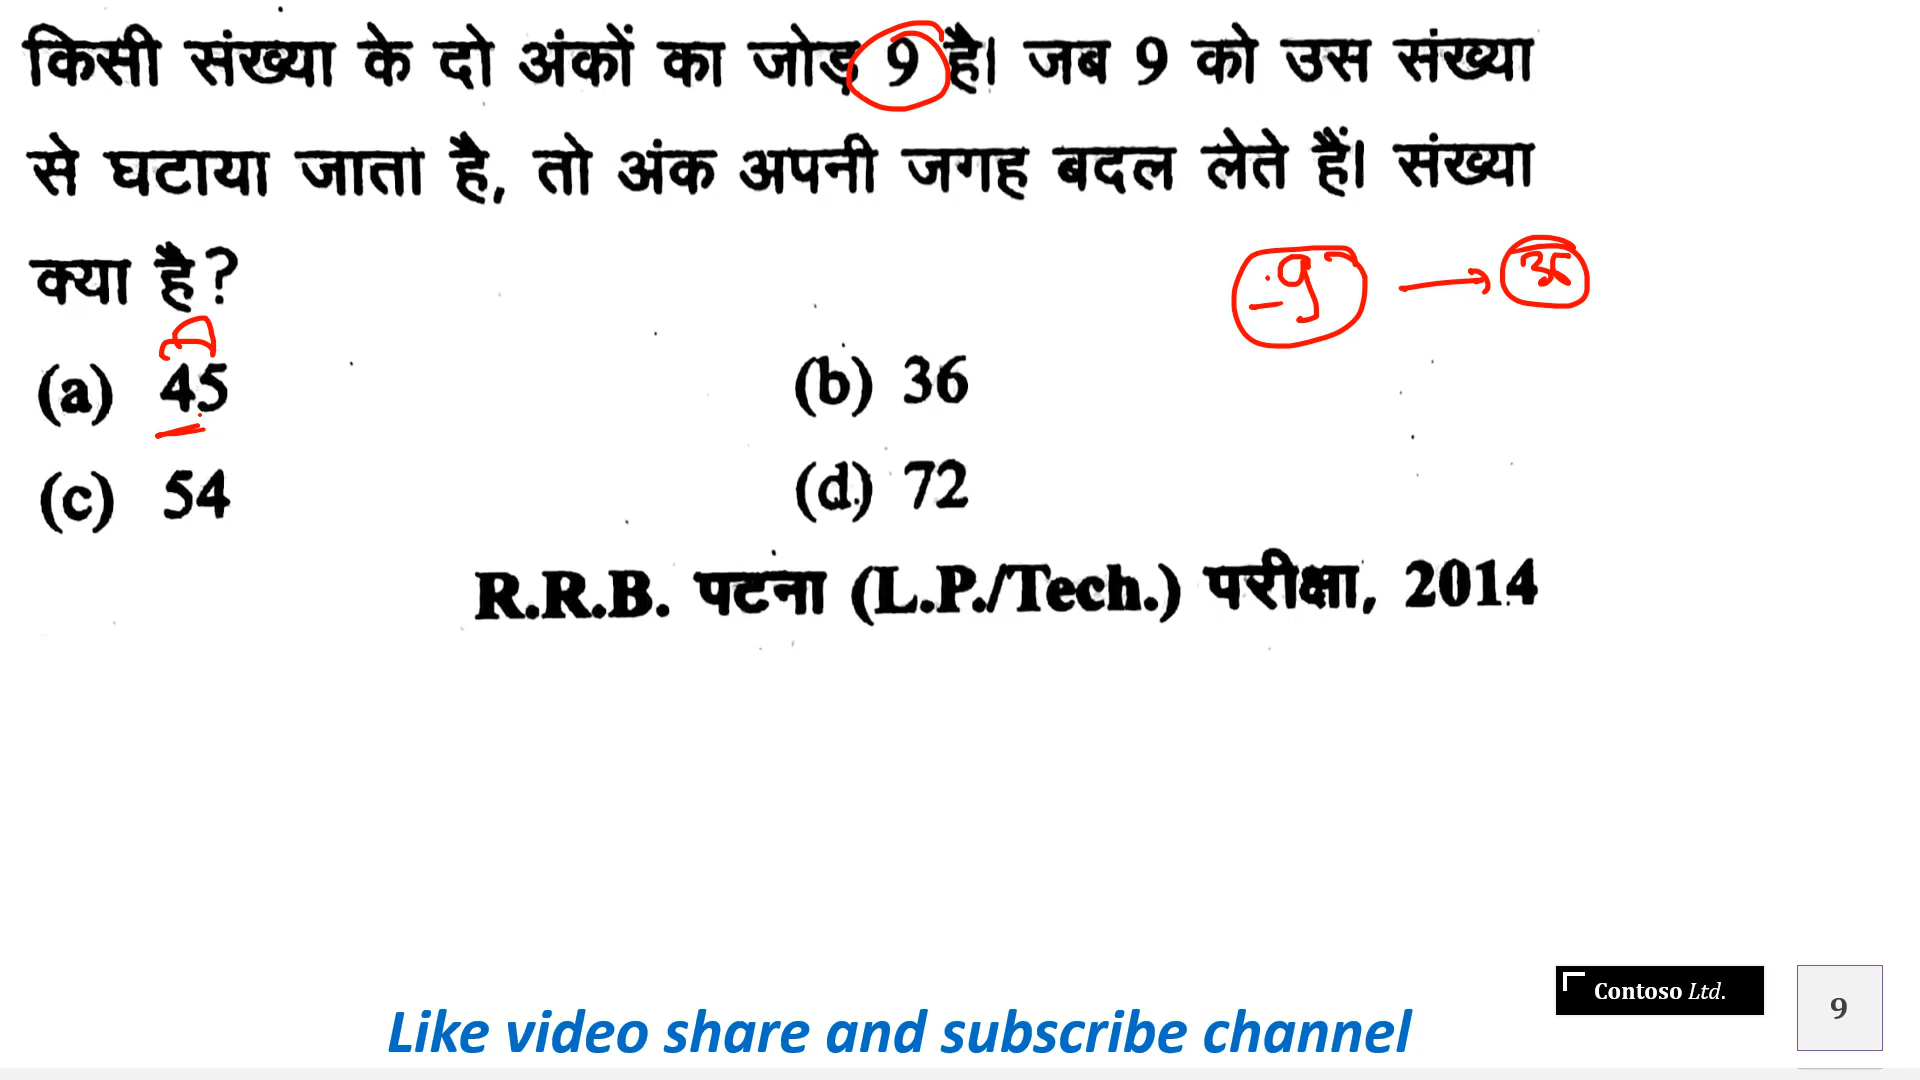 किसी संख्या के दो अंकों का जोड़ 9 है। जब 9 को उस संख्या
से घटाया जाता है, तो अंक अपनी जगह बदल लेते हैं। संख्या
क्या है?
-9 → 36
(a) 45 (b) 36
(c) 54 (d) 72
R.R.B. पटना (L.P./Tech.) परीक्षा, 2014
Contoso Ltd.
9
Like video share and subscribe channel